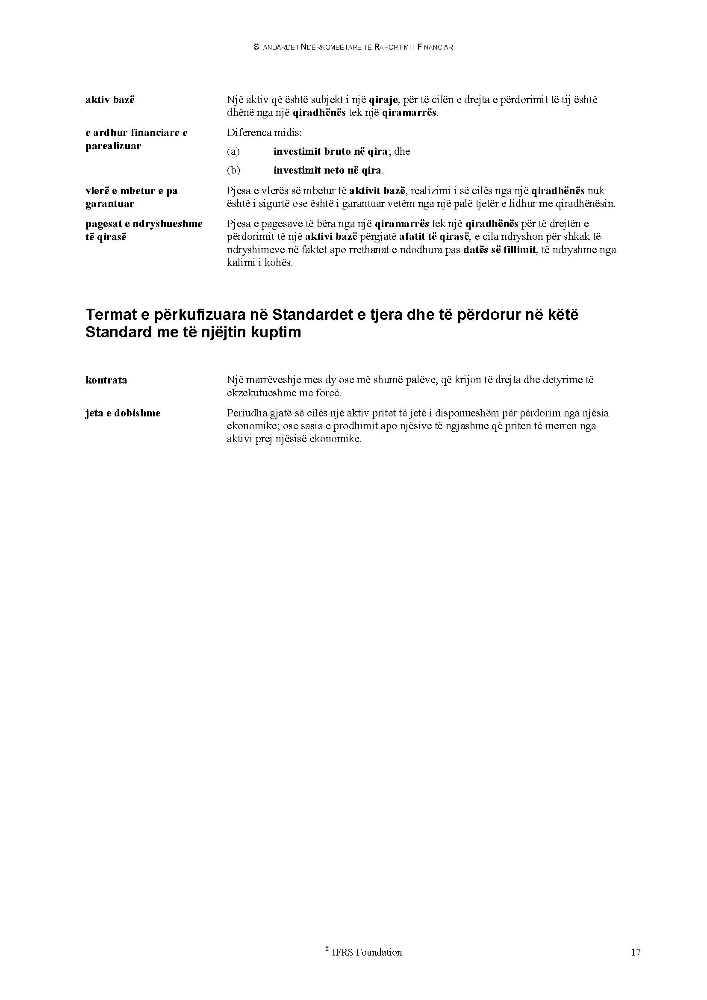 STANDARDET NDËRKOMBËTARE TË RAPORTIMIT FINANCIAR
aktiv bazë
Një aktiv që është subjekt i një qiraje, për të cilën e drejta e përdorimit të tij është
dhënë nga një qiradhënës tek një qiramarrës.
e ardhur financiare e
parealizuar
Diferenca midis:
(a) investimit bruto në qira; dhe
(b) investimit neto në qira.
vlerë e mbetur e pa
garantuar
Pjesa e vlerës së mbetur të aktivit bazë, realizimi i së cilës nga një qiradhënës nuk
është i sigurtë ose është i garantuar vetëm nga një palë tjetër e lidhur me qiradhënësin.
pagesat e ndryshueshme
të qirasë
Pjesa e pagesave të bëra nga një qiramarrës tek një qiradhënës për të drejtën e
përdorimit të një aktivi bazë përgjatë afatit të qirasë, e cila ndryshon për shkak të
ndryshimeve në faktet apo rrethanat e ndodhura pas datës së fillimit, të ndryshme nga
kalimi i kohës.
Termat e përkufizuara në Standardet e tjera dhe të përdorur në këtë
Standard me të njëjtin kuptim
kontrata
Një marrëveshje mes dy ose më shumë palëve, që krijon të drejta dhe detyrime të
ekzekutueshme me forcë.
jeta e dobishme
Periudha gjatë së cilës një aktiv pritet të jetë i disponueshëm për përdorim nga njësia
ekonomike; ose sasia e prodhimit apo njësive të ngjashme që priten të merren nga
aktivi prej njësisë ekonomike.
© IFRS Foundation 17